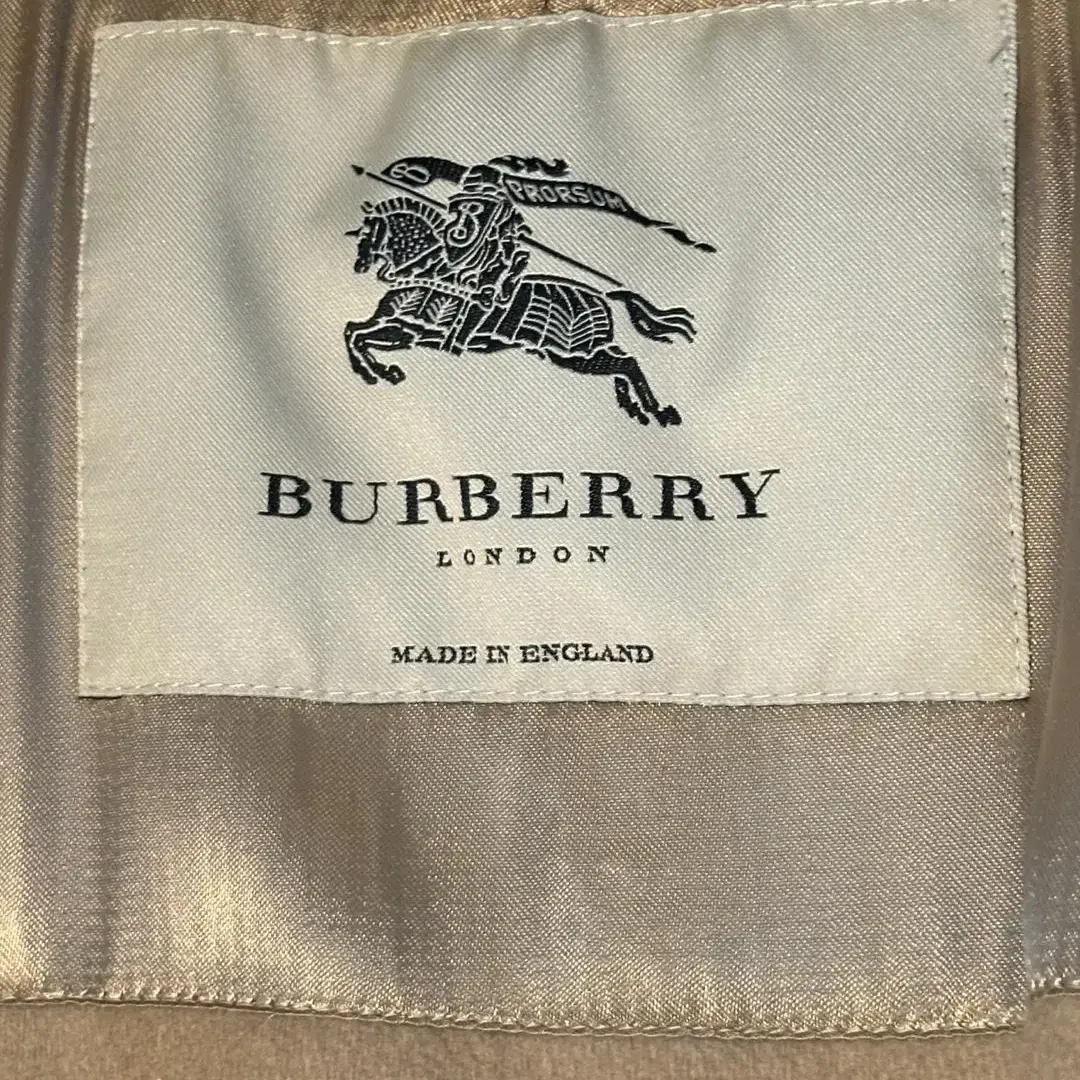 B PRORSUM
B
BURBERRY
LONDON
MADE IN ENGLAND